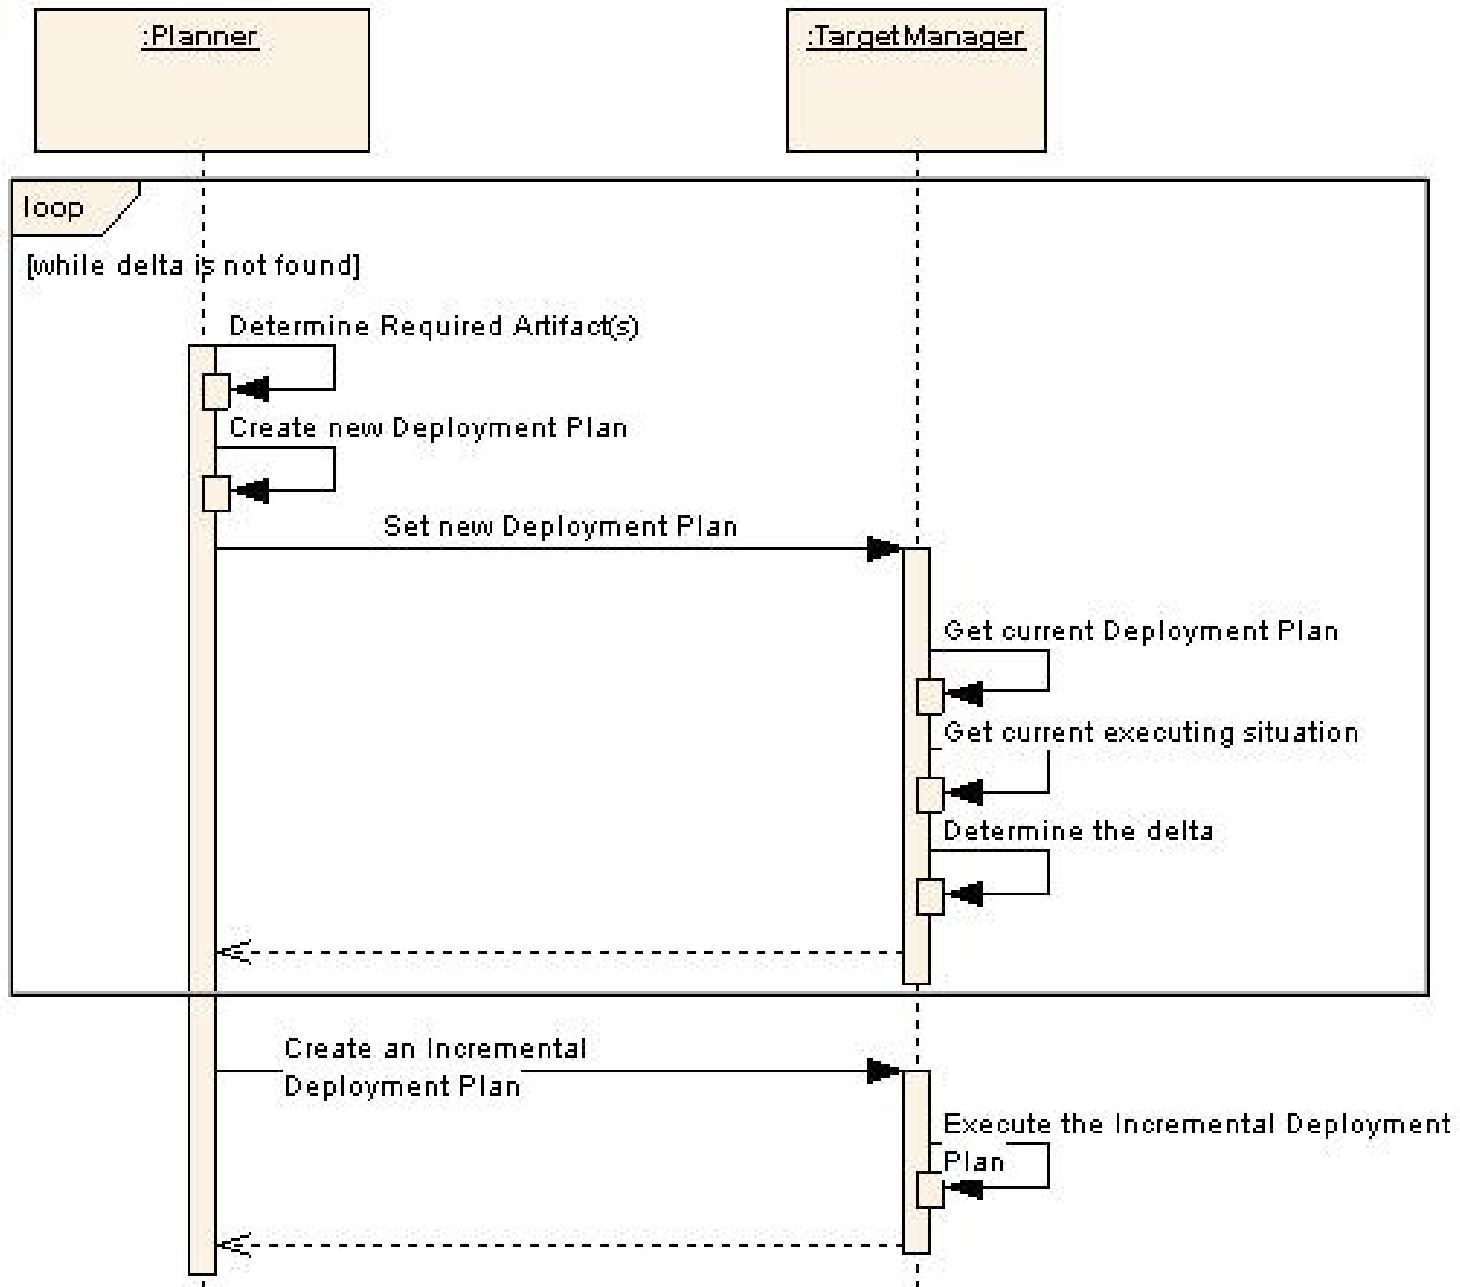 :Planner
:TargetManager
loop
[while delta is not found]
Determine Required Artifact(s)
Create new Deployment Plan
Set new Deployment Plan
Get current Deployment Plan
Get current executing situation
Determine the delta
Create an Incremental
Deployment Plan
Execute the Incremental Deployment
Plan